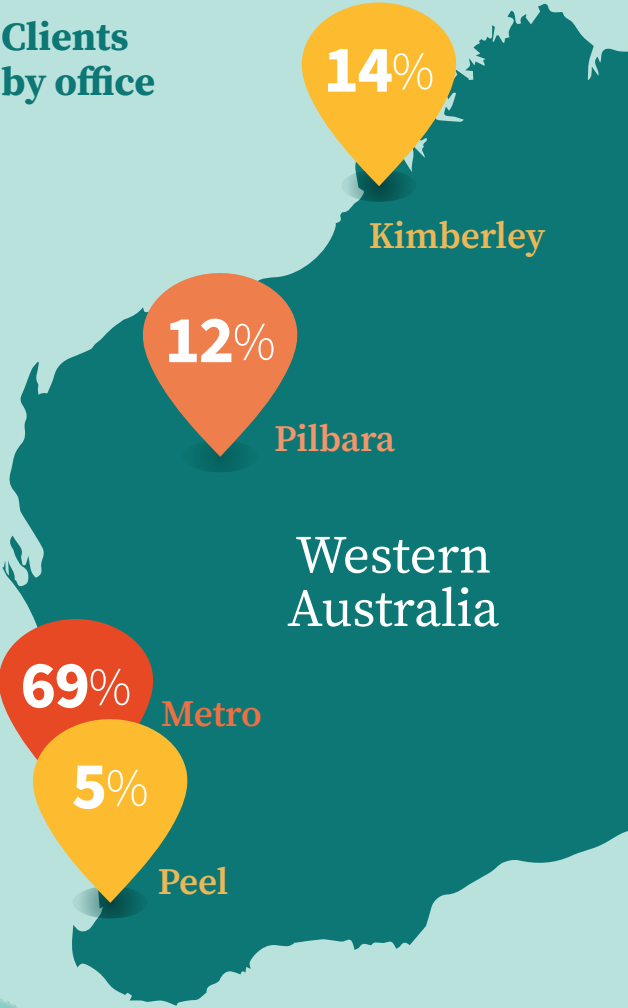 Clients
by office
14%
Kimberley
12%
Pilbara
Western
Australia
69%
Metro
5%
Peel